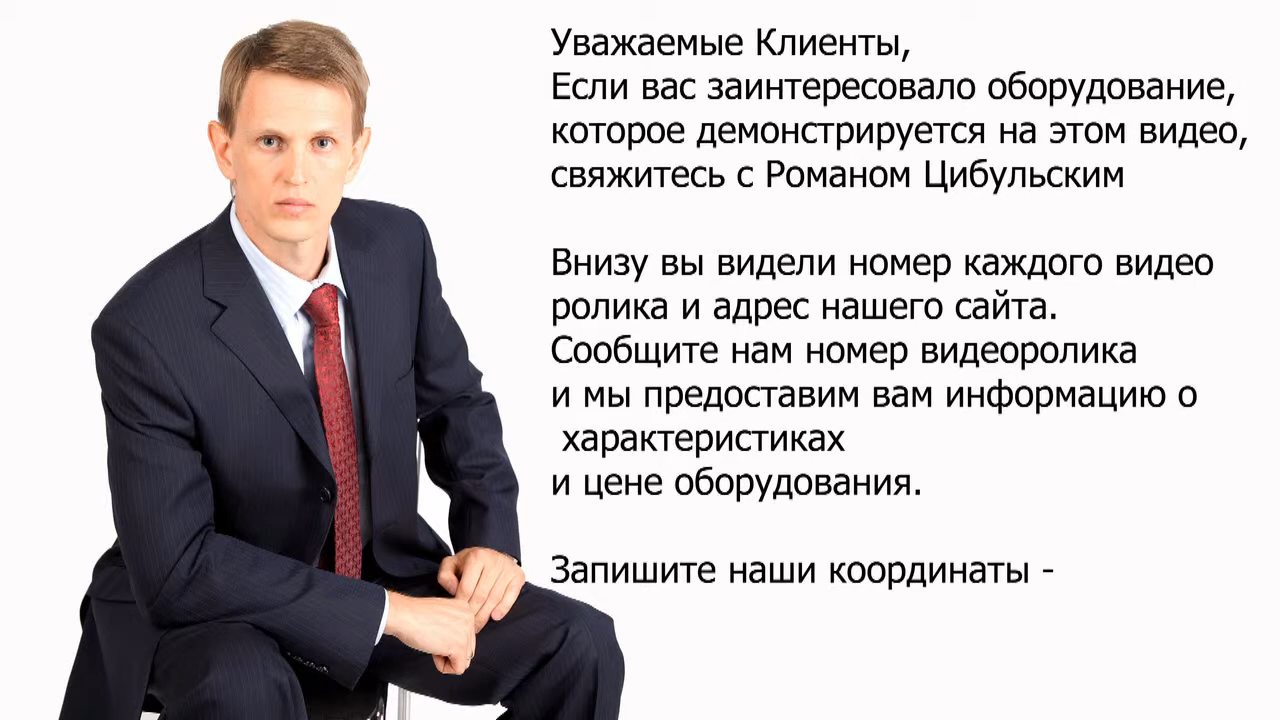 Уважаемые Клиенты,
Если вас заинтересовало оборудование,
которое демонстрируется на этом видео,
свяжитесь с Романом Цибульским
Внизу вы видели номер каждого видео
ролика и адрес нашего сайта.
Сообщите нам номер видеоролика
и мы предоставим вам информацию о
характеристиках
и цене оборудования.
Запишите наши координаты -